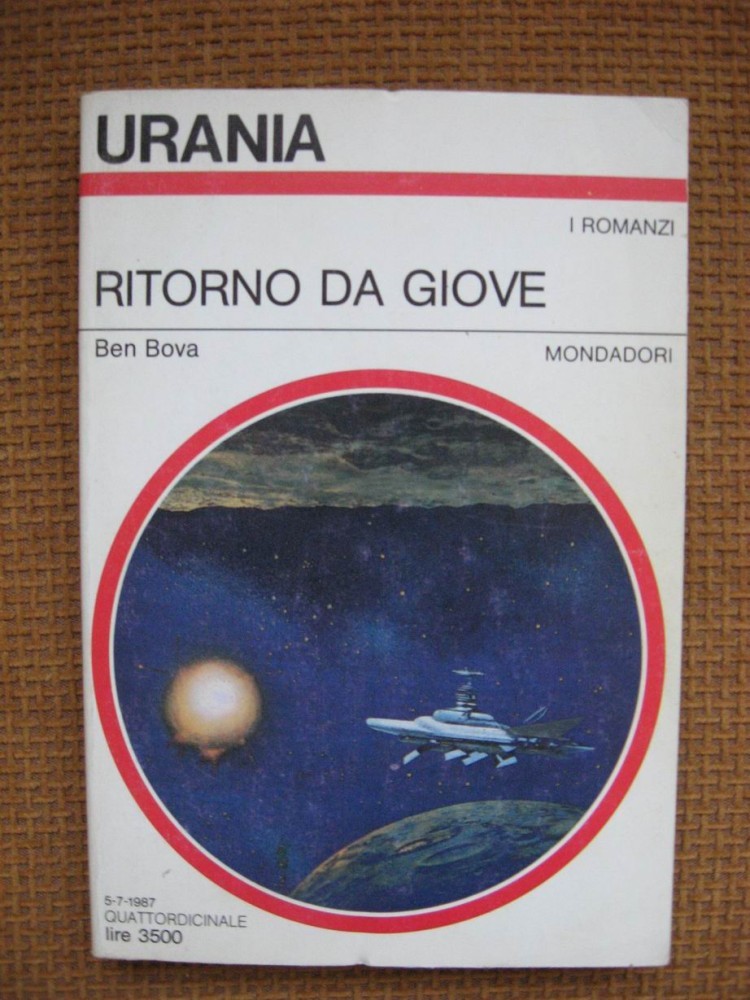 URANIA
I ROMANZI
RITORNO DA GIOVE
Ben Bova
MONDADORI
5-7-1987
QUATTORDICINALE
lire 3500